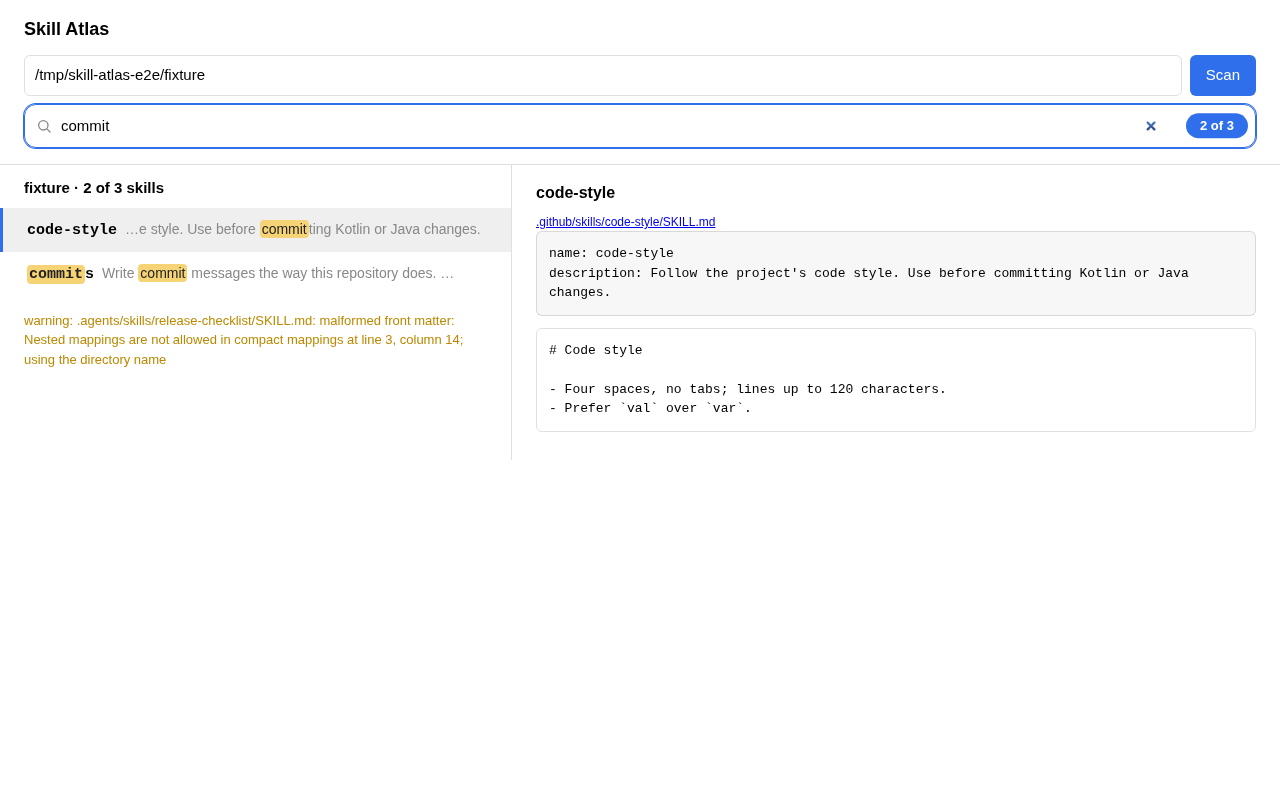 Skill Atlas
/tmp/skill-atlas-e2e/fixture
Scan
commit
2 of 3
fixture · 2 of 3 skills
code-style …e style. Use before committing Kotlin or Java changes.
commits Write commit messages the way this repository does. …
warning: .agents/skills/release-checklist/SKILL.md: malformed front matter:
Nested mappings are not allowed in compact mappings at line 3, column 14;
using the directory name
code-style
.github/skills/code-style/SKILL.md
name: code-style
description: Follow the project's code style. Use before committing Kotlin or Java
changes.
# Code style
- Four spaces, no tabs; lines up to 120 characters.
- Prefer `val` over `var`.